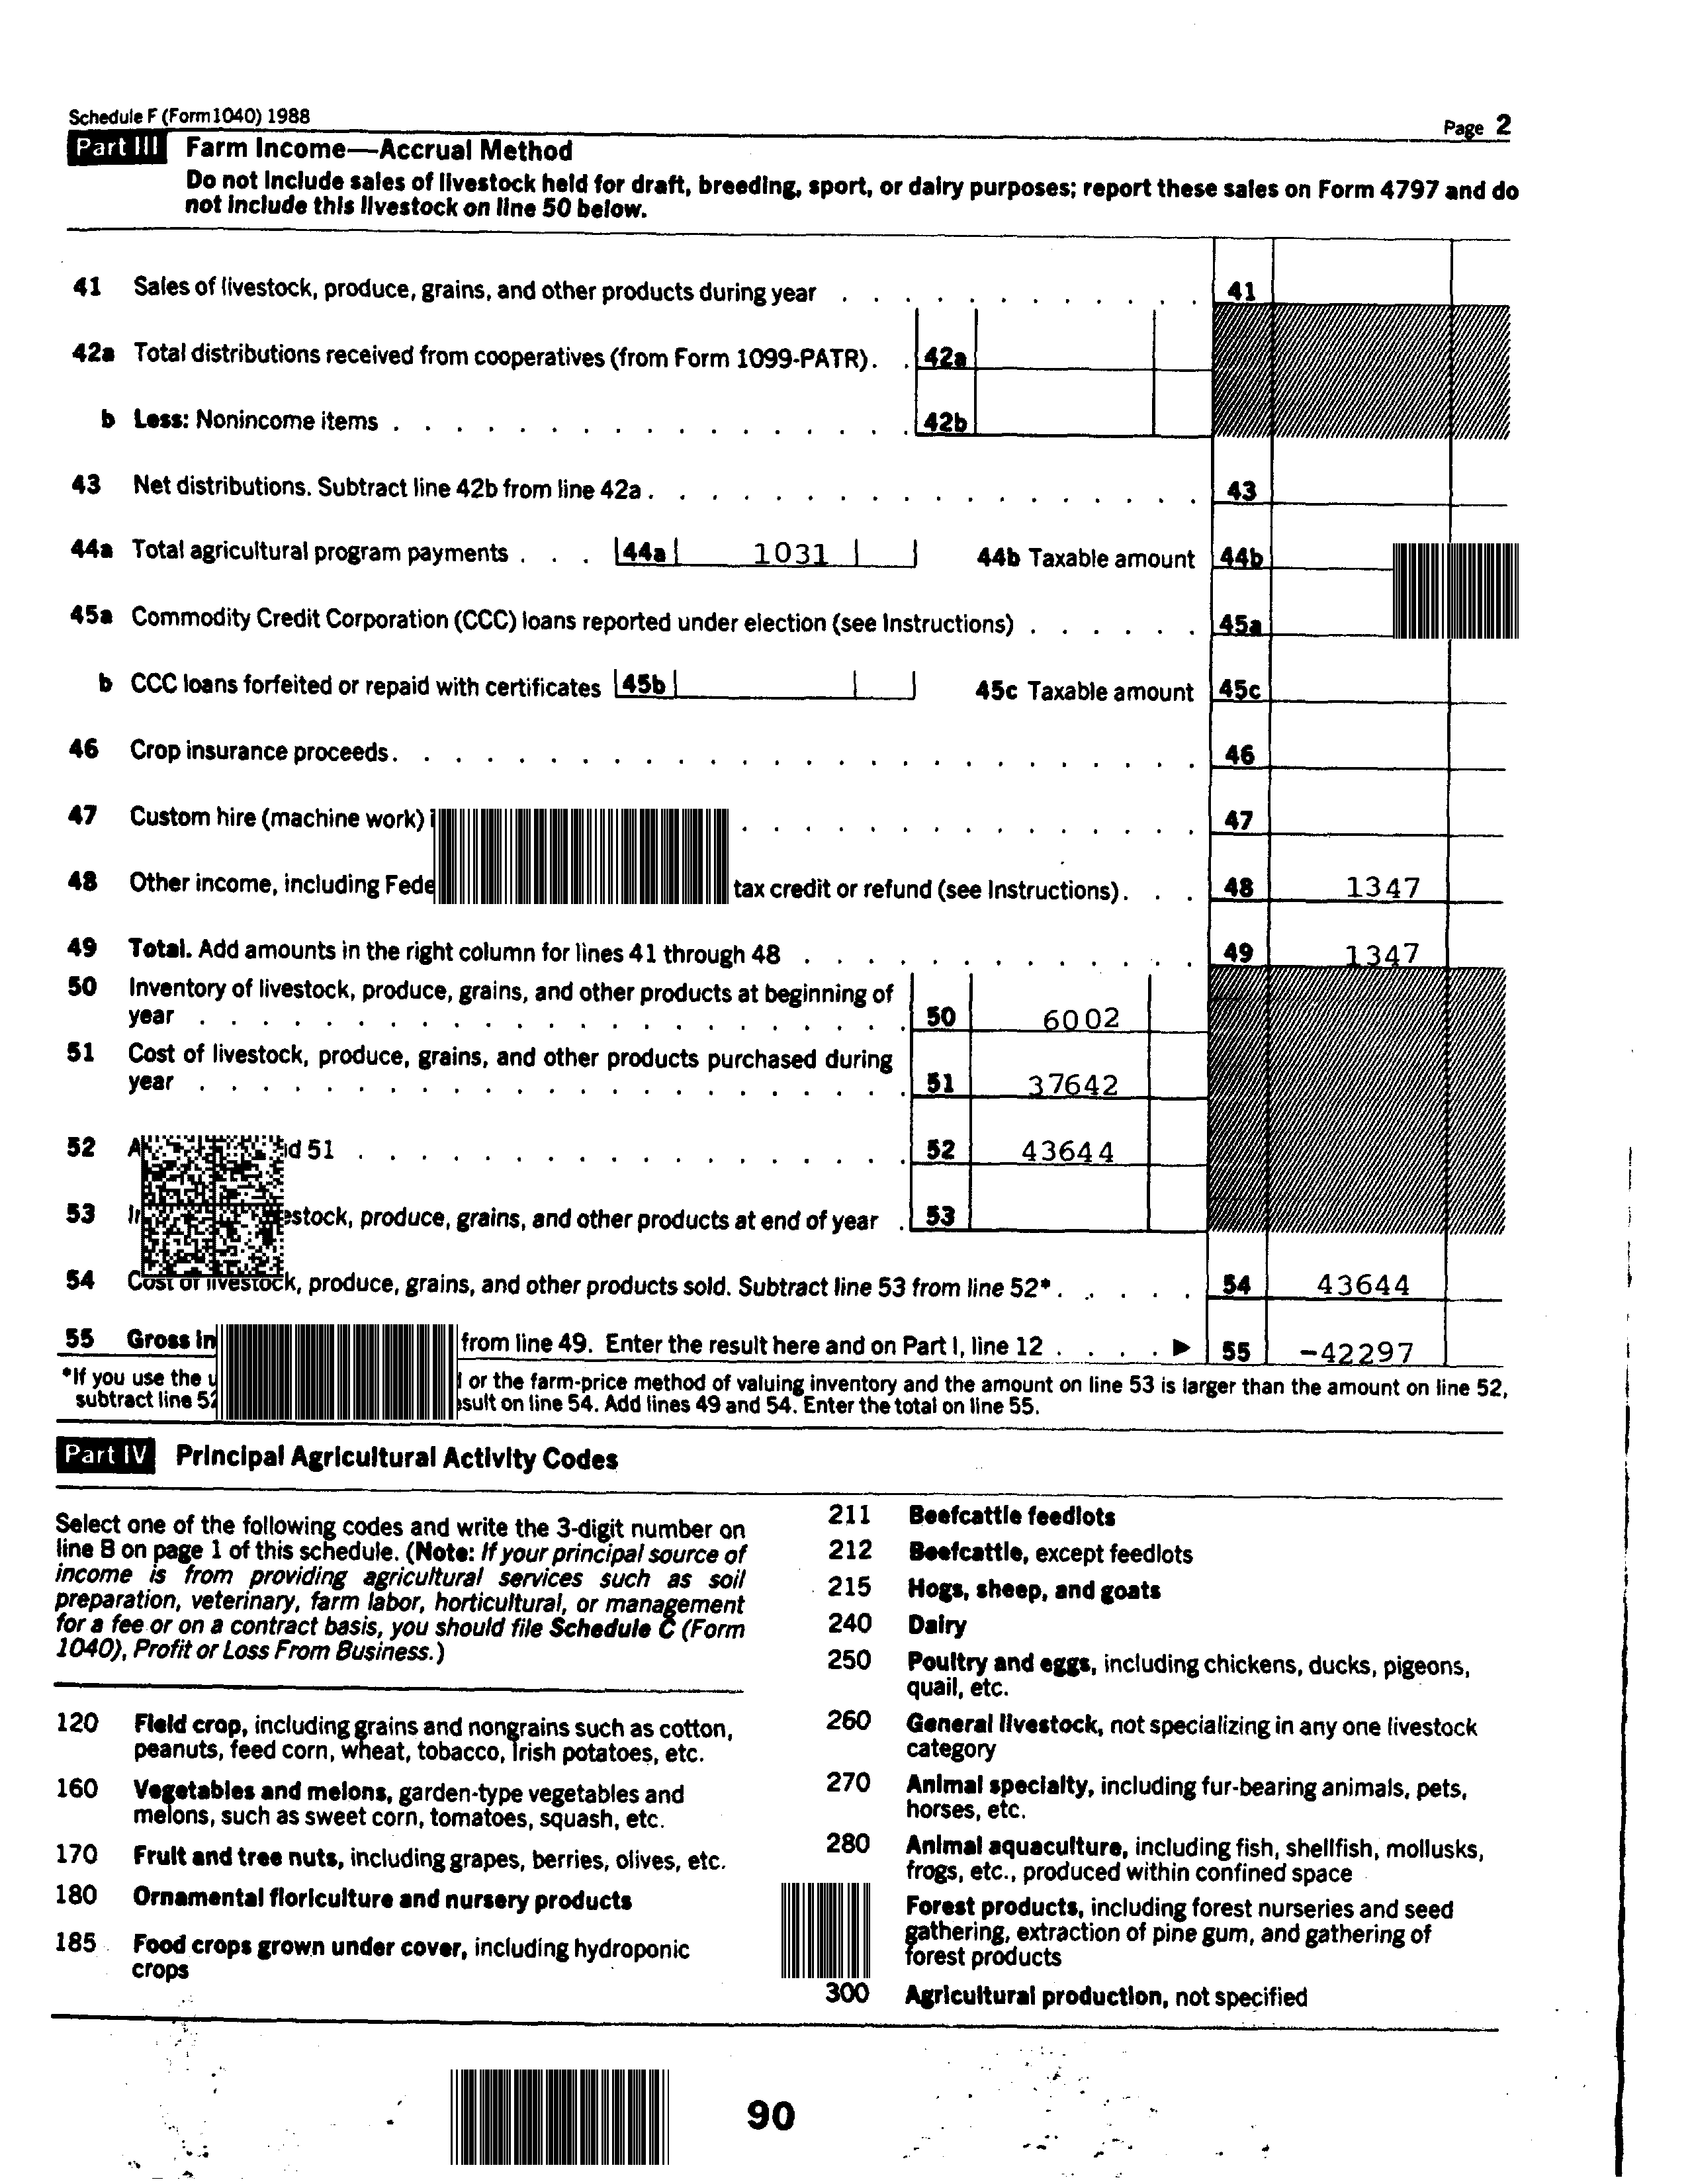 Schedule F (Form 1040) 1988
Page 2
Part III Farm Income—Accrual Method
Do not include sales of livestock held for draft, breeding, sport, or dairy purposes; report these sales on Form 4797 and do
not include this livestock on line 50 below.
41 Sales of livestock, produce, grains, and other products during year . . . . . . . . . . . . 41
42a Total distributions received from cooperatives (from Form 1099-PATR). . 42a
b Less: Nonincome items . . . . . . . . . . . . . . . . . 42b
43 Net distributions. Subtract line 42b from line 42a . . . . . . . . . . . . . . . . . . 43
44a Total agricultural program payments . . . 44a 1031 44b Taxable amount 44b
45a Commodity Credit Corporation (CCC) loans reported under election (see Instructions) . . . . . . 45a
b CCC loans forfeited or repaid with certificates 45b 45c Taxable amount 45c
46 Crop insurance proceeds. . . . . . . . . . . . . . . . . . . . . . . . . . 46
47 Custom hire (machine work) . . . . . . . . . . . . . . . 47
48 Other income, including tax credit or refund (see Instructions). . . 48 1347
49 Total. Add amounts in the right column for lines 41 through 48 . . . . . . . . . . . . . 49 1347
50 Inventory of livestock, produce, grains, and other products at beginning of
year . . . . . . . . . . . . . . . . . . . . . . . 50 6002
51 Cost of livestock, produce, grains, and other products purchased during
year . . . . . . . . . . . . . . . . . . . . . . . 51 37642
52 51 . . . . . . . . . . . . . . . . . . 52 43644
53 produce, grains, and other products at end of year . 53
54 Cost of livestock, produce, grains, and other products sold. Subtract line 53 from line 52* . . . . . 54 43644
55 Gross from line 49. Enter the result here and on Part I, line 12 . . . . ▶ 55 -42297
*If you use the or the farm-price method of valuing inventory and the amount on line 53 is larger than the amount on line 52,
subtract line on line 54. Add lines 49 and 54. Enter the total on line 55.
Part IV Principal Agricultural Activity Codes
Select one of the following codes and write the 3-digit number on
line B on page 1 of this schedule. (Note: If your principal source of
income is from providing agricultural services such as soil
preparation, veterinary, farm labor, horticultural, or management
for a fee or on a contract basis, you should file Schedule C (Form
1040), Profit or Loss From Business.)
120 Field crop, including grains and nongrains such as cotton,
peanuts, feed corn, wheat, tobacco, Irish potatoes, etc.
160 Vegetables and melons, garden-type vegetables and
melons, such as sweet corn, tomatoes, squash, etc.
170 Fruit and tree nuts, including grapes, berries, olives, etc.
180 Ornamental floriculture and nursery products
185 Food crops grown under cover, including hydroponic
crops
211 Beefcattle feedlots
212 Beefcattle, except feedlots
215 Hogs, sheep, and goats
240 Dairy
250 Poultry and eggs, including chickens, ducks, pigeons,
quail, etc.
260 General livestock, not specializing in any one livestock
category
270 Animal specialty, including fur-bearing animals, pets,
horses, etc.
280 Animal aquaculture, including fish, shellfish, mollusks,
frogs, etc., produced within confined space
Forest products, including forest nurseries and seed
gathering, extraction of pine gum, and gathering of
forest products
300 Agricultural production, not specified
90